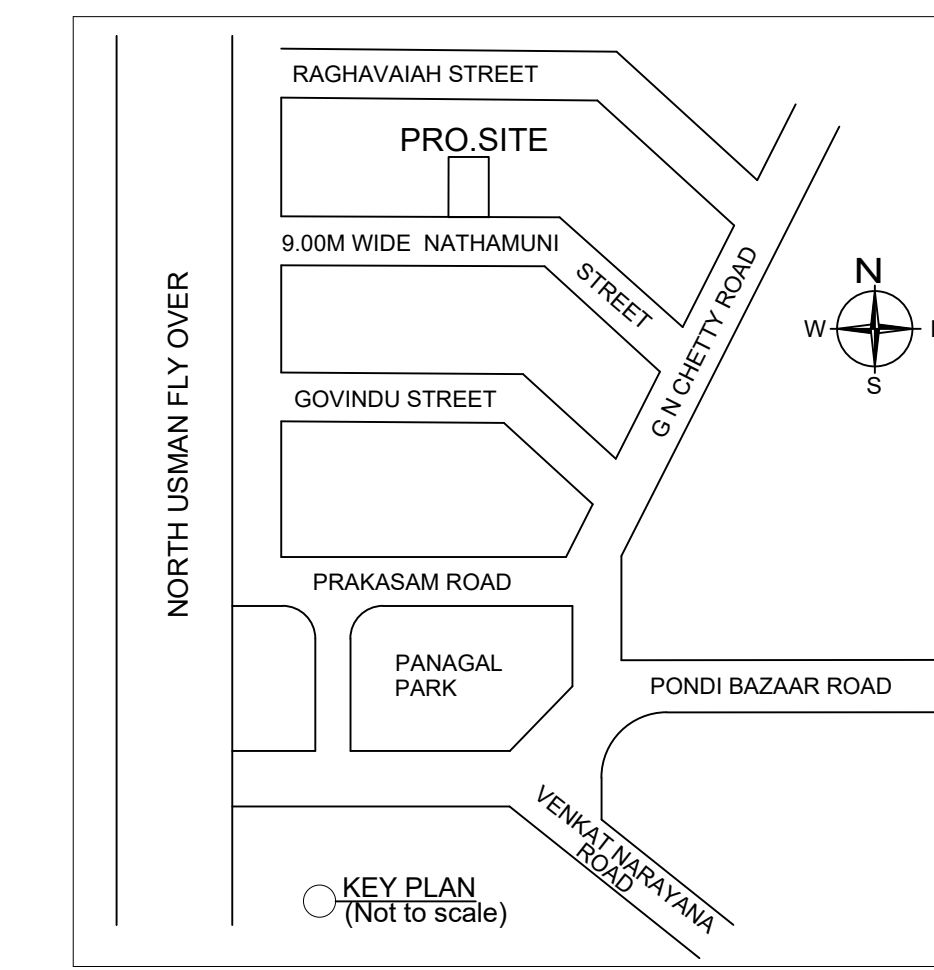 RAGHAVAIAH STREET
PRO.SITE
9.00M WIDE NATHAMUNI
STREET
G N CHETTY ROAD
N
W
S
NORTH USMAN FLY OVER
GOVINDU STREET
PRAKASAM ROAD
PANAGAL
PARK
PONDI BAZAAR ROAD
VENKAT NARAYANA
ROAD
KEY PLAN
(Not to scale)